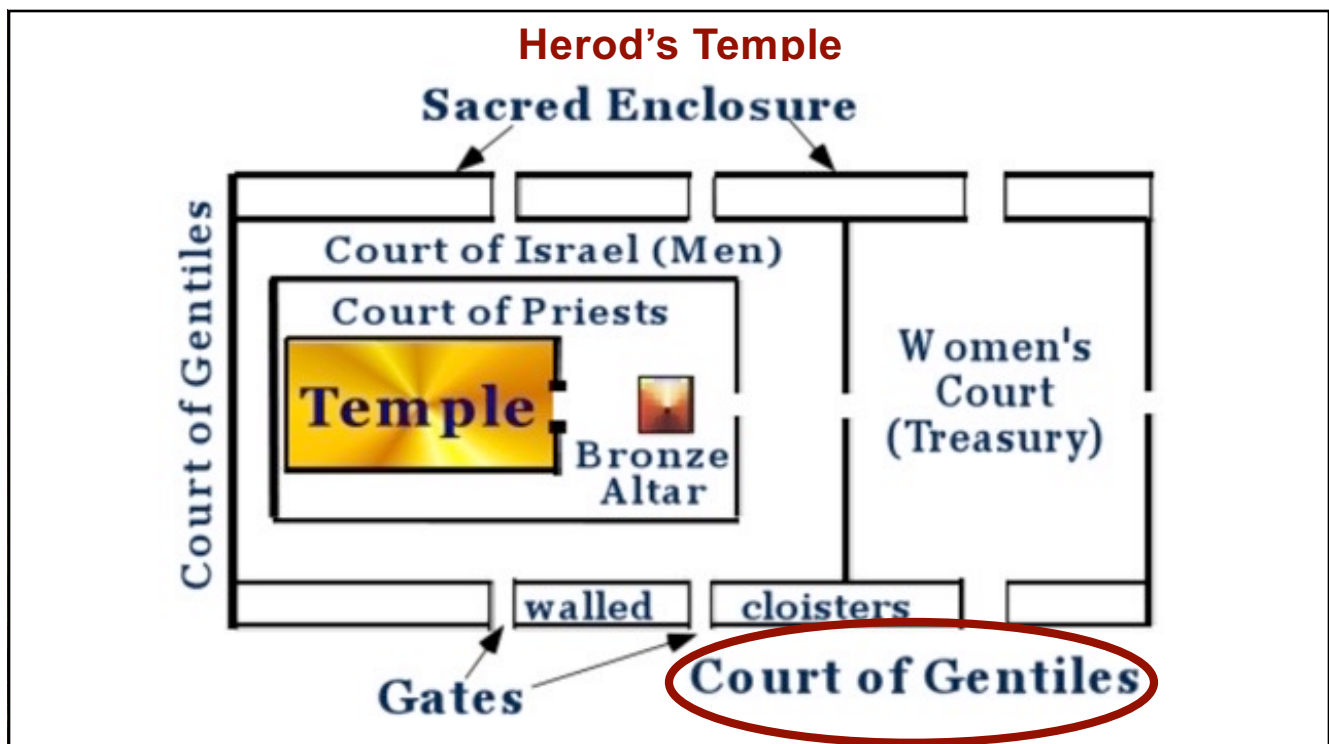 Herod's Temple
Sacred Enclosure
Court of Gentiles
Court of Israel (Men)
Court of Priests
Temple
Bronze
Altar
Women's
Court
(Treasury)
walled cloisters
Gates
Court of Gentiles